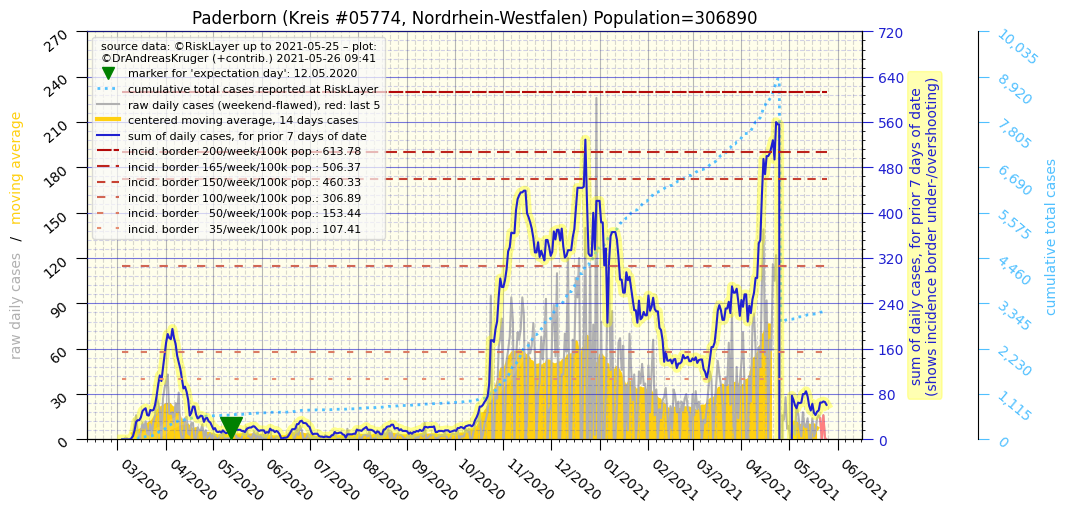 Paderborn (Kreis #05774, Nordrhein-Westfalen) Population=306890
source data: ©RiskLayer up to 2021-05-25 – plot:
©DrAndreasKruger (+contrib.) 2021-05-26 09:41
marker for 'expectation day': 12.05.2020
cumulative total cases reported at RiskLayer
raw daily cases (weekend-flawed), red: last 5
centered moving average, 14 days
sum of daily cases, for prior 7 days of date
incid. border 200/week/100k pop.: 613.78
incid. border 165/week/100k pop.: 506.37
incid. border 150/week/100k pop.: 460.33
incid. border 100/week/100k pop.: 306.89
incid. border   50/week/100k pop.: 153.44
incid. border   35/week/100k pop.: 107.41
raw daily cases / moving average
270
240
210
180
150
120
90
60
30
0
03/2020
04/2020
05/2020
06/2020
07/2020
08/2020
09/2020
10/2020
11/2020
12/2020
01/2021
02/2021
03/2021
04/2021
05/2021
06/2021
720
640
560
480
400
320
240
160
80
0
sum of daily cases, for prior 7 days of date
(shows incidence border under-/overshooting)
10,035
8,920
7,805
6,690
5,575
4,460
3,345
2,230
1,115
0
cumulative total cases